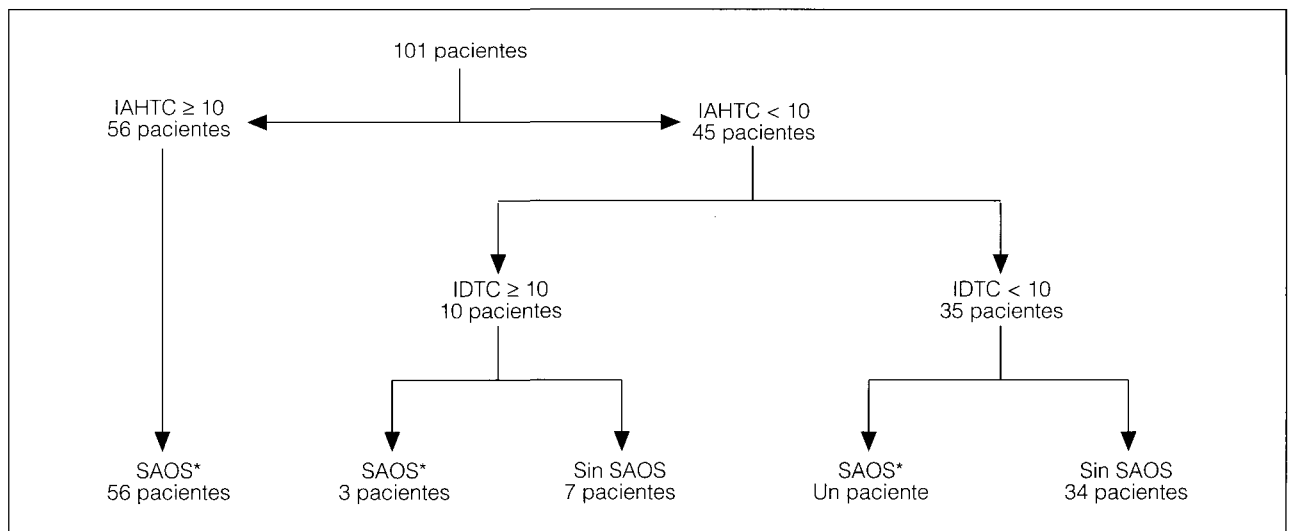 101 pacientes
IAHTC ≥ 10
56 pacientes
IAHTC < 10
45 pacientes
IDTC ≥ 10
10 pacientes
IDTC < 10
35 pacientes
SAOS*
56 pacientes
SAOS*
3 pacientes
Sin SAOS
7 pacientes
SAOS*
Un paciente
Sin SAOS
34 pacientes